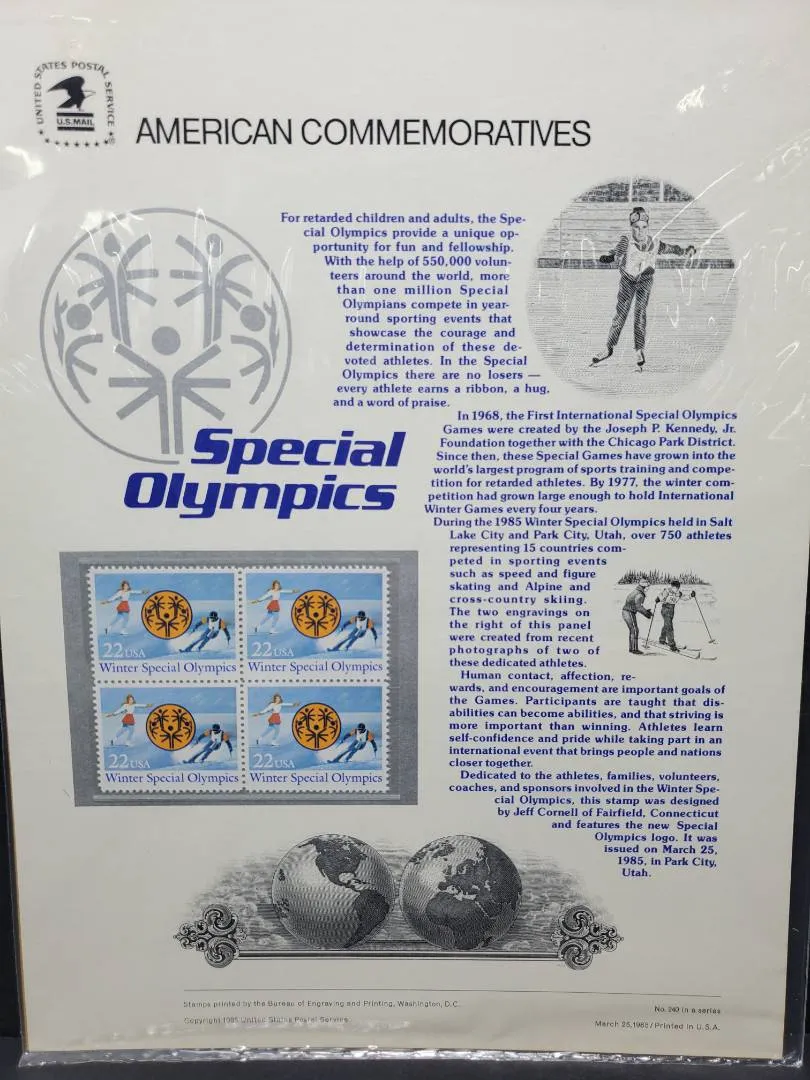 UNITED STATES POSTAL SERVICE
U.S.MAIL
AMERICAN COMMEMORATIVES
For retarded children and adults, the Spe-
cial Olympics provide a unique op-
portunity for fun and fellowship.
With the help of 550,000 volun-
teers around the world, more
than one million Special
Olympians compete in year-
round sporting events that
showcase the courage and
determination of these de-
voted athletes. In the Special
Olympics there are no losers —
every athlete earns a ribbon, a hug,
and a word of praise.
In 1968, the First International Special Olympics
Games were created by the Joseph P. Kennedy, Jr.
Foundation together with the Chicago Park District.
Since then, these Special Games have grown into the
world's largest program of sports training and compe-
tition for retarded athletes. By 1977, the winter com-
petition had grown large enough to hold International
Winter Games every four years.
During the 1985 Winter Special Olympics held in Salt
Lake City and Park City, Utah, over 750 athletes
representing 15 countries com-
peted in sporting events
such as speed and figure
skating and Alpine and
cross-country skiing.
The two engravings on
the right of this panel
were created from recent
photographs of two of
these dedicated athletes.
Human contact, affection, re-
wards, and encouragement are important goals of
the Games. Participants are taught that dis-
abilities can become abilities, and that striving is
more important than winning. Athletes learn
self-confidence and pride while taking part in an
international event that brings people and nations
closer together.
Dedicated to the athletes, families, volunteers,
coaches, and sponsors involved in the Winter Spe-
cial Olympics, this stamp was designed
by Jeff Cornell of Fairfield, Connecticut
and features the new Special
Olympics logo. It was
issued on March 25,
1985, in Park City,
Utah.
Special
Olympics
22 USA
Winter Special Olympics
22 USA
Winter Special Olympics
22 USA
Winter Special Olympics
22 USA
Winter Special Olympics
Stamps printed by the Bureau of Engraving and Printing, Washington, D.C.
Copyright 1985 United States Postal Service
No. 240 in a series
March 25, 1985 / Printed in U.S.A.